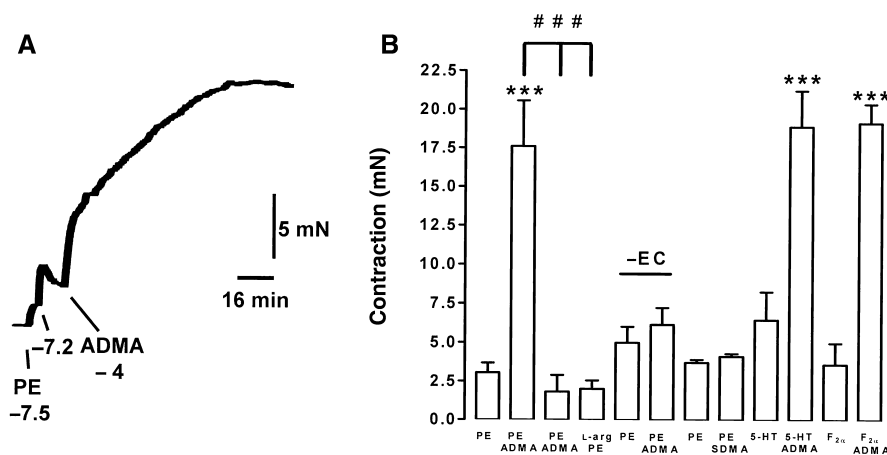 A
5 mN
16 min
–7.2 ADMA
– 4
PE
–7.5
B
# # #
Contraction (mN)
22.5
20.0
17.5
15.0
12.5
10.0
7.5
5.0
2.5
0.0
***
–EC
***
***
PE
PE
ADMA
PE
ADMA
L-arg
PE
PE
PE
ADMA
PE
PE
SDMA
5-HT
5-HT
ADMA
F2α
F2α
ADMA